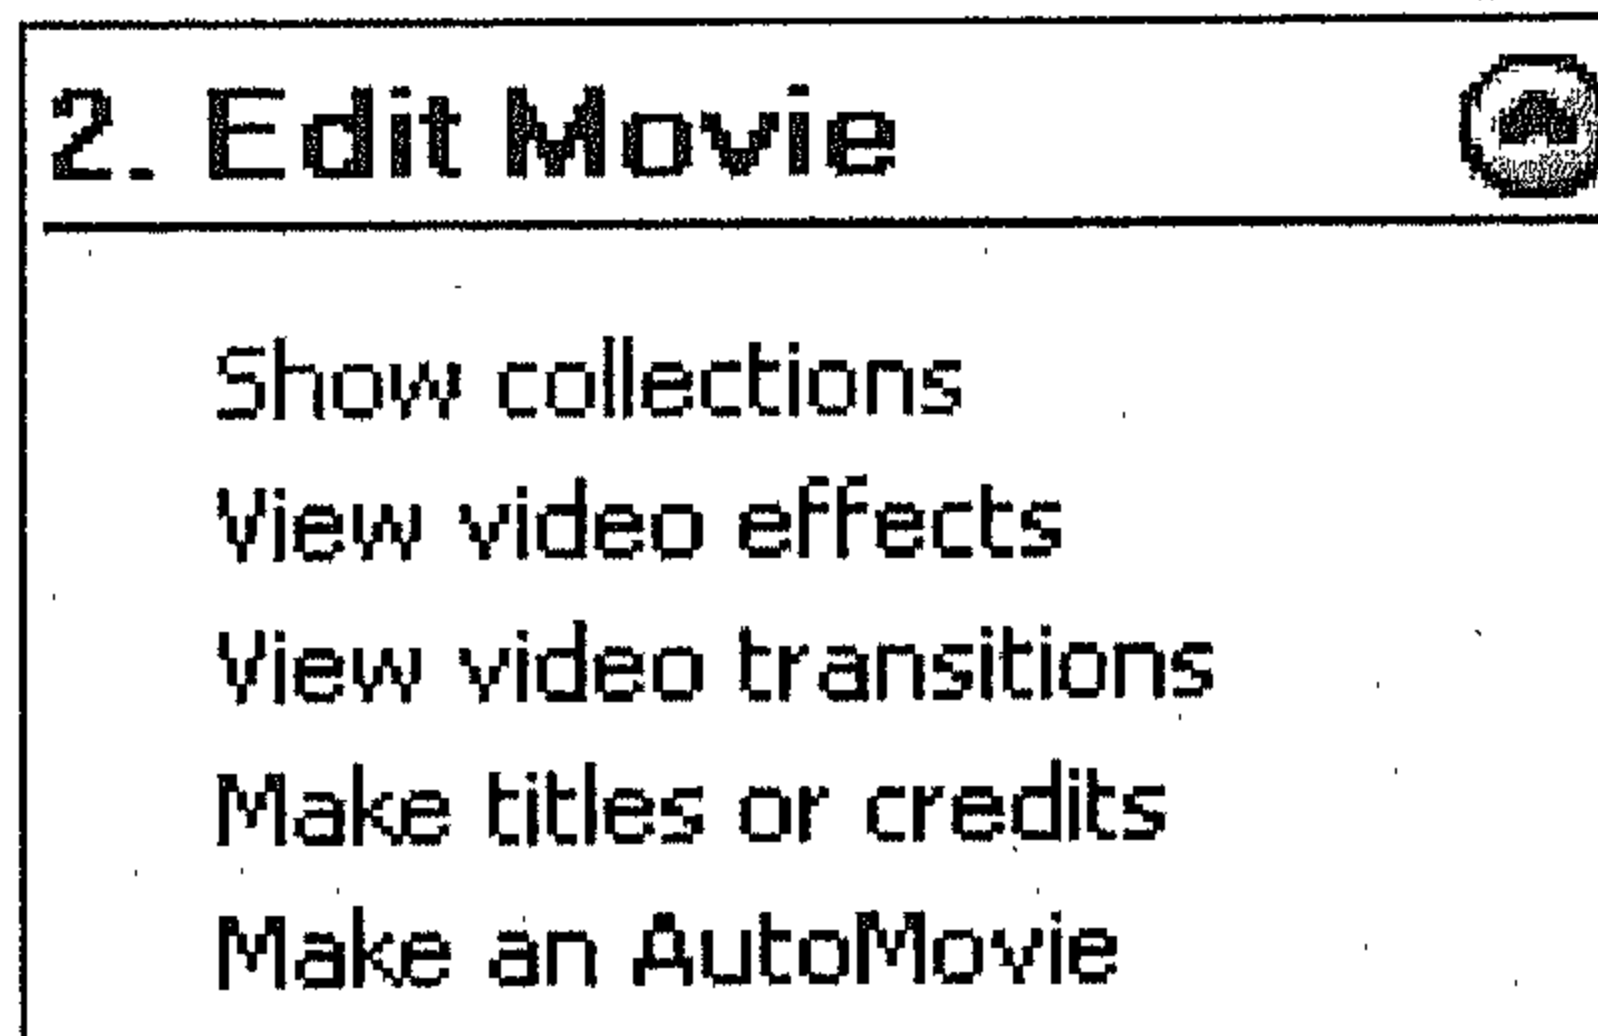 2. Edit Movie
Show collections
View video effects
View video transitions
Make titles or credits
Make an AutoMovie